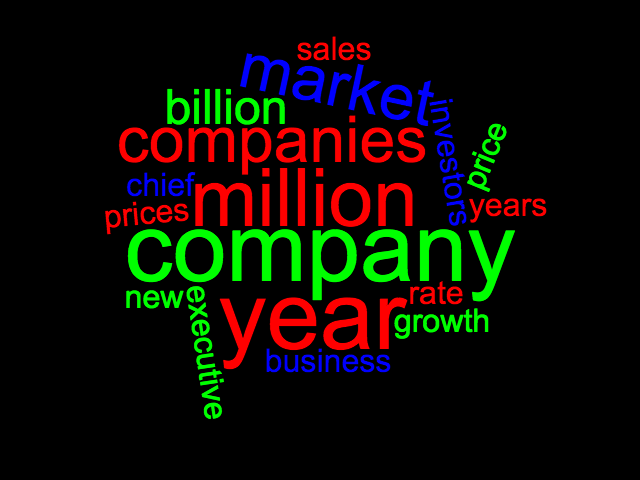 sales
market
billion
investors
companies
price
chief
million
years
prices
company
new
executive
year
rate
growth
business